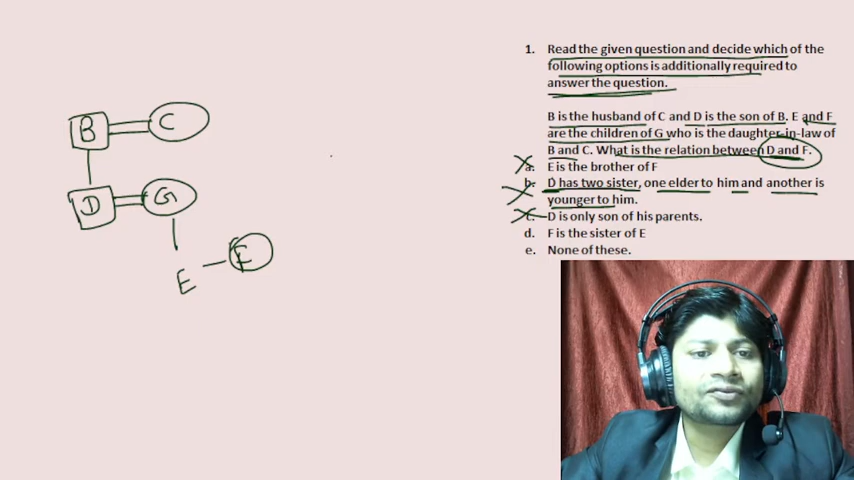 1. Read the given question and decide which of the
following options is additionally required to
answer the question.
B is the husband of C and D is the son of B. E and F
are the children of G who is the daughter-in-law of
B and C. What is the relation between D and F.
a. E is the brother of F
b. D has two sister, one elder to him and another is
younger to him.
c. D is only son of his parents.
d. F is the sister of E
e. None of these.
B C
D G
E